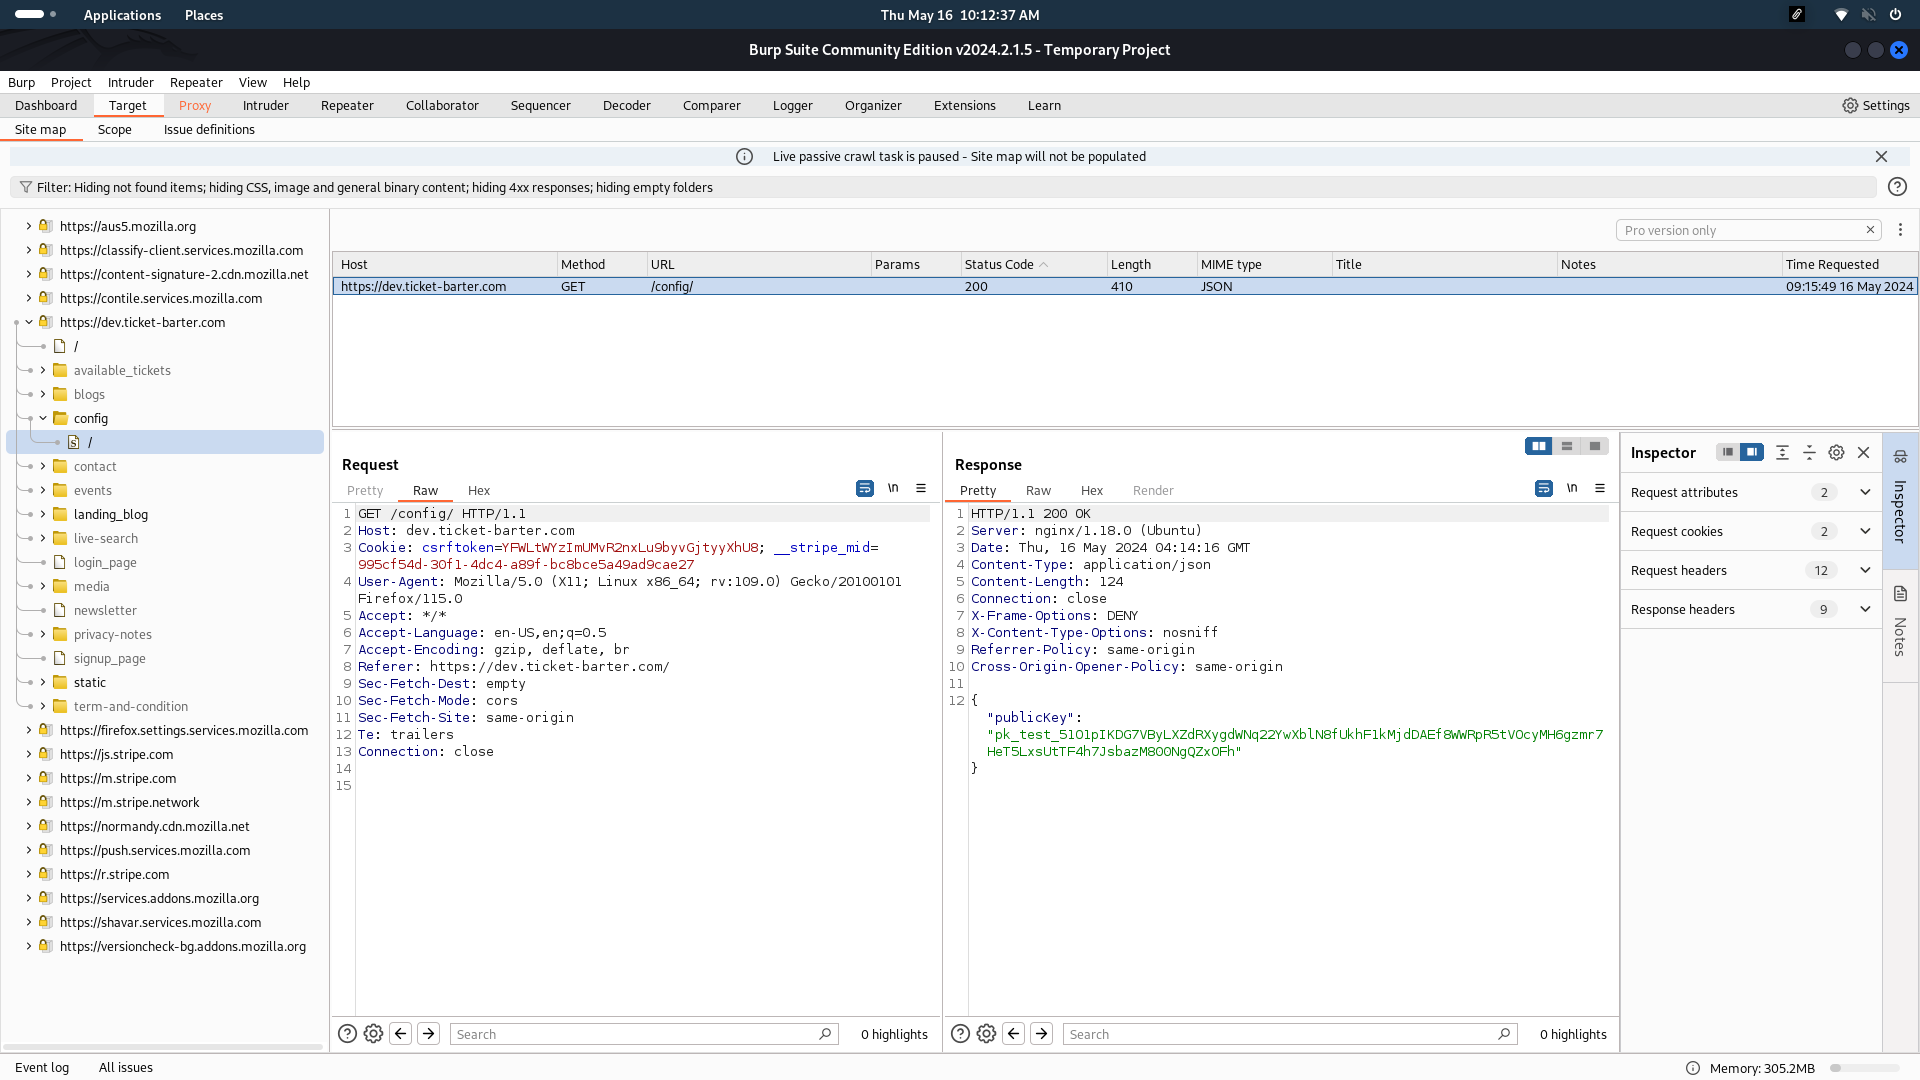 Applications Places Thu May 16 10:12:37 AM
Burp Suite Community Edition v2024.2.1.5 - Temporary Project
Burp Project Intruder Repeater View Help
Dashboard Target Proxy Intruder Repeater Collaborator Sequencer Decoder Comparer Logger Organizer Extensions Learn Settings
Site map Scope Issue definitions
Live passive crawl task is paused - Site map will not be populated
Filter: Hiding not found items; hiding CSS, image and general binary content; hiding 4xx responses; hiding empty folders
https://aus5.mozilla.org
https://classify-client.services.mozilla.com
https://content-signature-2.cdn.mozilla.net
https://contile.services.mozilla.com
https://dev.ticket-barter.com
/
available_tickets
blogs
config
/
contact
events
landing_blog
live-search
login_page
media
newsletter
privacy-notes
signup_page
static
term-and-condition
https://firefox.settings.services.mozilla.com
https://js.stripe.com
https://m.stripe.com
https://m.stripe.network
https://normandy.cdn.mozilla.net
https://push.services.mozilla.com
https://r.stripe.com
https://services.addons.mozilla.org
https://shavar.services.mozilla.com
https://versioncheck-bg.addons.mozilla.org
Pro version only
Host Method URL Params Status Code Length MIME type Title Notes Time Requested
https://dev.ticket-barter.com GET /config/ 200 410 JSON 09:15:49 16 May 2024
Request
Pretty Raw Hex \n
1 GET /config/ HTTP/1.1
2 Host: dev.ticket-barter.com
3 Cookie: csrftoken=YFWLtWYzImUMvR2nxLu9byvGjtyyXhU8; __stripe_mid=
995cf54d-30f1-4dc4-a89f-bc8bce5a49ad9cae27
4 User-Agent: Mozilla/5.0 (X11; Linux x86_64; rv:109.0) Gecko/20100101
Firefox/115.0
5 Accept: */*
6 Accept-Language: en-US,en;q=0.5
7 Accept-Encoding: gzip, deflate, br
8 Referer: https://dev.ticket-barter.com/
9 Sec-Fetch-Dest: empty
10 Sec-Fetch-Mode: cors
11 Sec-Fetch-Site: same-origin
12 Te: trailers
13 Connection: close
14
15
Search 0 highlights
Response
Pretty Raw Hex Render \n
1 HTTP/1.1 200 OK
2 Server: nginx/1.18.0 (Ubuntu)
3 Date: Thu, 16 May 2024 04:14:16 GMT
4 Content-Type: application/json
5 Content-Length: 124
6 Connection: close
7 X-Frame-Options: DENY
8 X-Content-Type-Options: nosniff
9 Referrer-Policy: same-origin
10 Cross-Origin-Opener-Policy: same-origin
11
12 {
"publicKey":
"pk_test_51O1pIKDG7VByLXZdRXygdWNq22YwXblN8fUkhF1kMjdDAEf8WWRpR5tVOcyMH6gzmr7
HeT5LxsUtTF4h7JsbazM800NgQZxOFh"
}
Search 0 highlights
Inspector
Request attributes 2
Request cookies 2
Request headers 12
Response headers 9
Inspector
Notes
Event log All issues Memory: 305.2MB